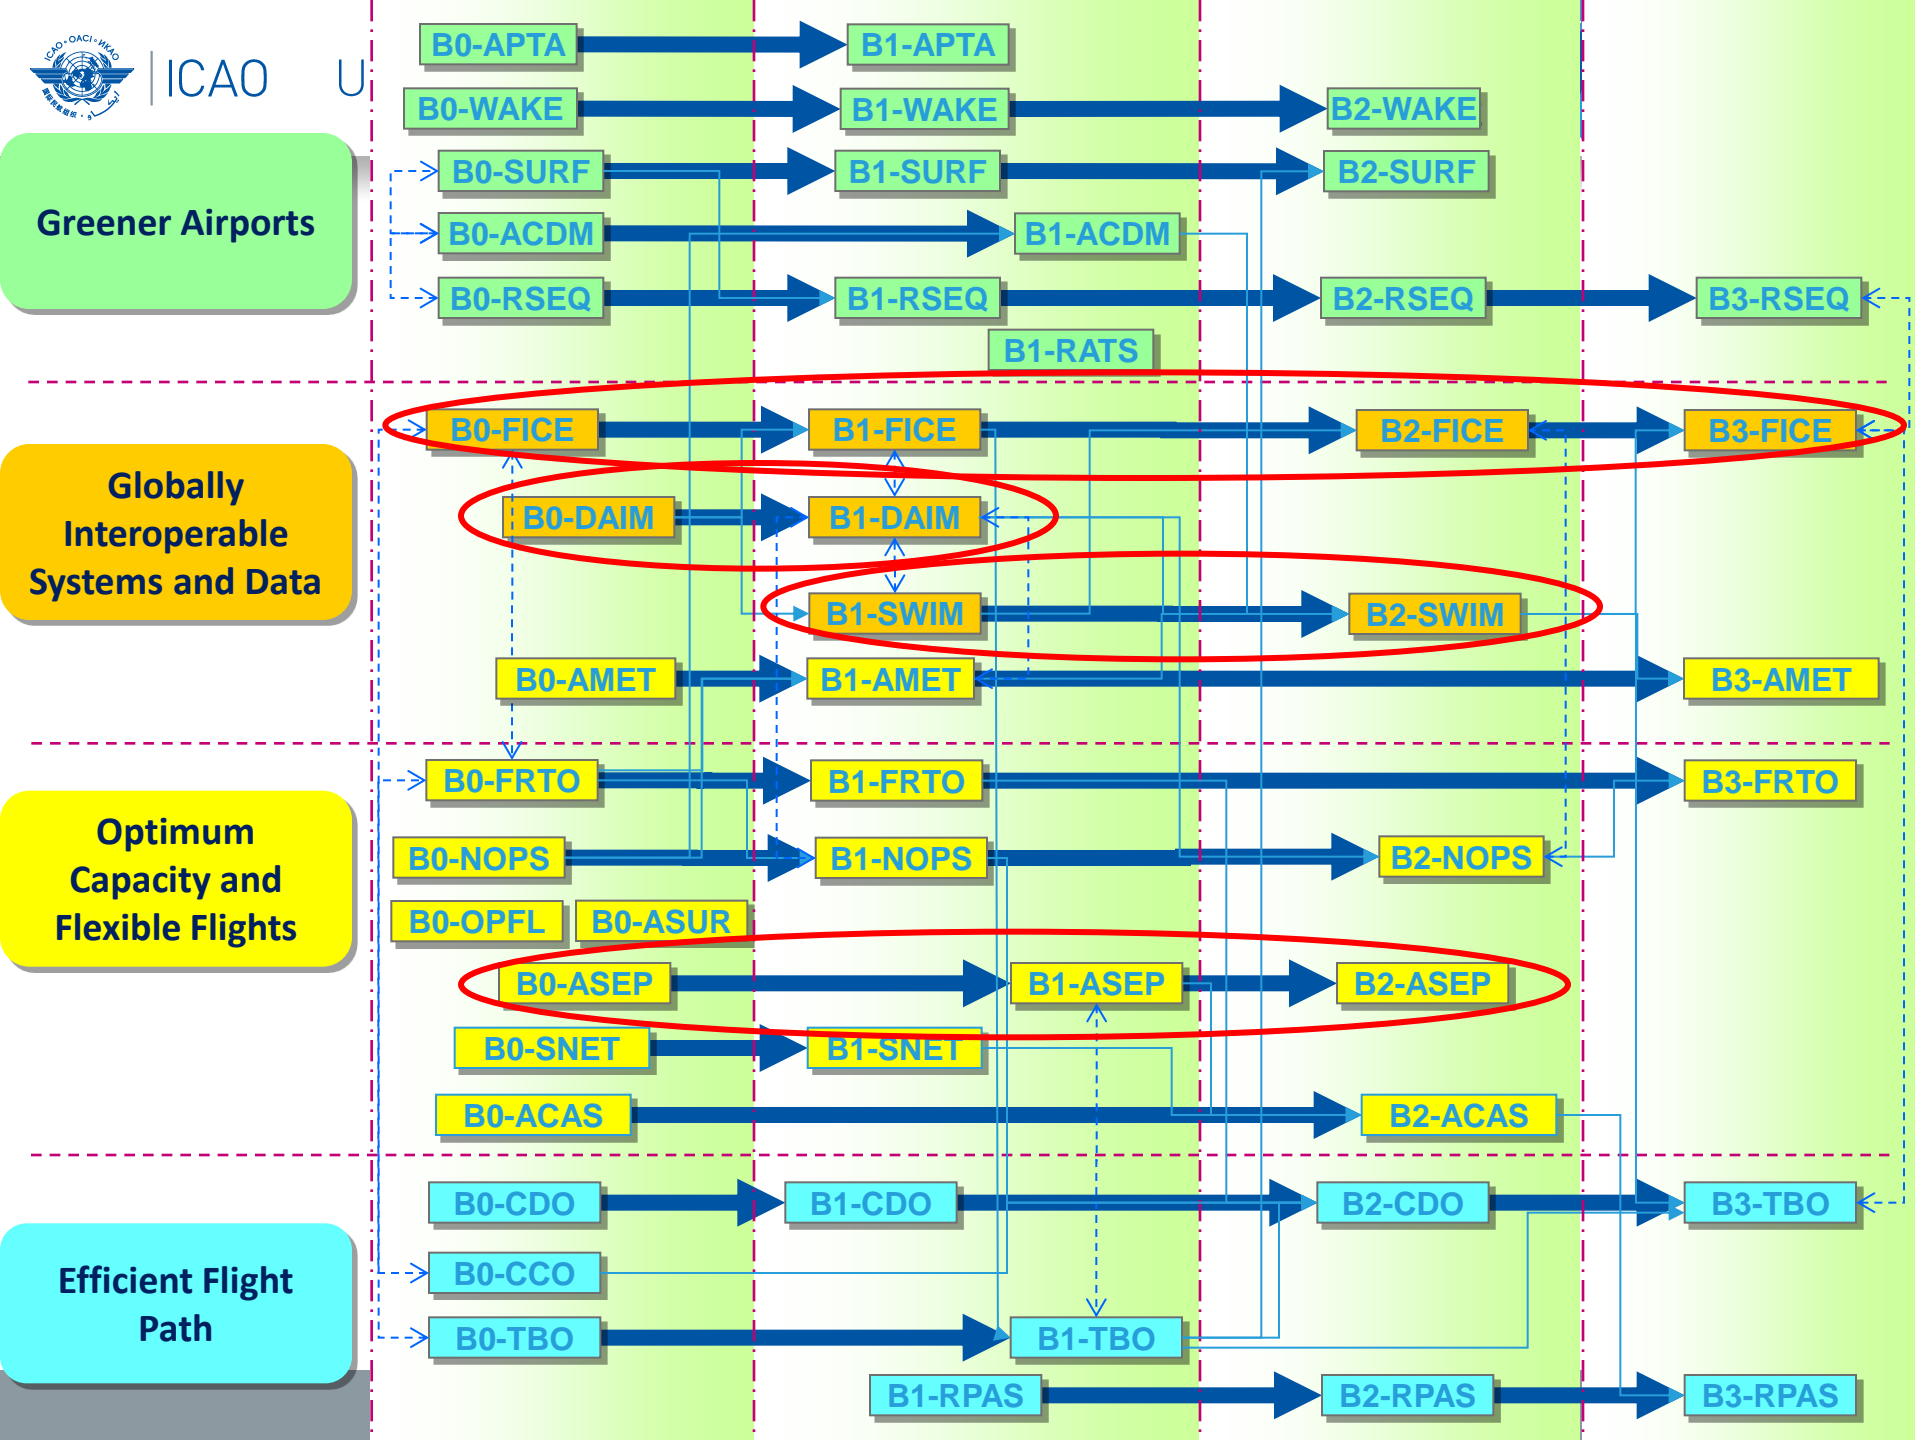 ICAO · OACI · ИКАО
ICAO U
B0-APTA B1-APTA
B0-WAKE B1-WAKE B2-WAKE
B0-SURF B1-SURF B2-SURF
Greener Airports
B0-ACDM B1-ACDM
B0-RSEQ B1-RSEQ B2-RSEQ B3-RSEQ
B1-RATS
B0-FICE B1-FICE B2-FICE B3-FICE
Globally
Interoperable
Systems and Data
B0-DAIM B1-DAIM
B1-SWIM B2-SWIM
B0-AMET B1-AMET B3-AMET
B0-FRTO B1-FRTO B3-FRTO
Optimum
Capacity and
Flexible Flights
B0-NOPS B1-NOPS B2-NOPS
B0-OPFL B0-ASUR
B0-ASEP B1-ASEP B2-ASEP
B0-SNET B1-SNET
B0-ACAS B2-ACAS
B0-CDO B1-CDO B2-CDO B3-TBO
Efficient Flight
Path
B0-CCO
B0-TBO B1-TBO
B1-RPAS B2-RPAS B3-RPAS